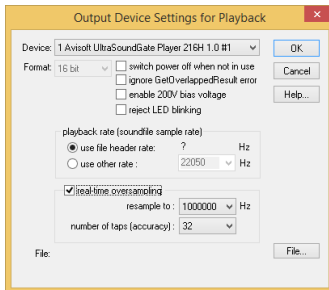 Output Device Settings for Playback
Device: 1 Avisoft UltraSoundGate Player 216H 1.0 #1 OK
Format: 16 bit switch power off when not in use Cancel
ignore GetOverlappedResult error
enable 200V bias voltage Help...
reject LED blinking
playback rate (soundfile sample rate)
use file header rate: ? Hz
use other rate : 22050 Hz
real-time oversampling
resample to : 1000000 Hz
number of taps (accuracy) : 32
File: File...